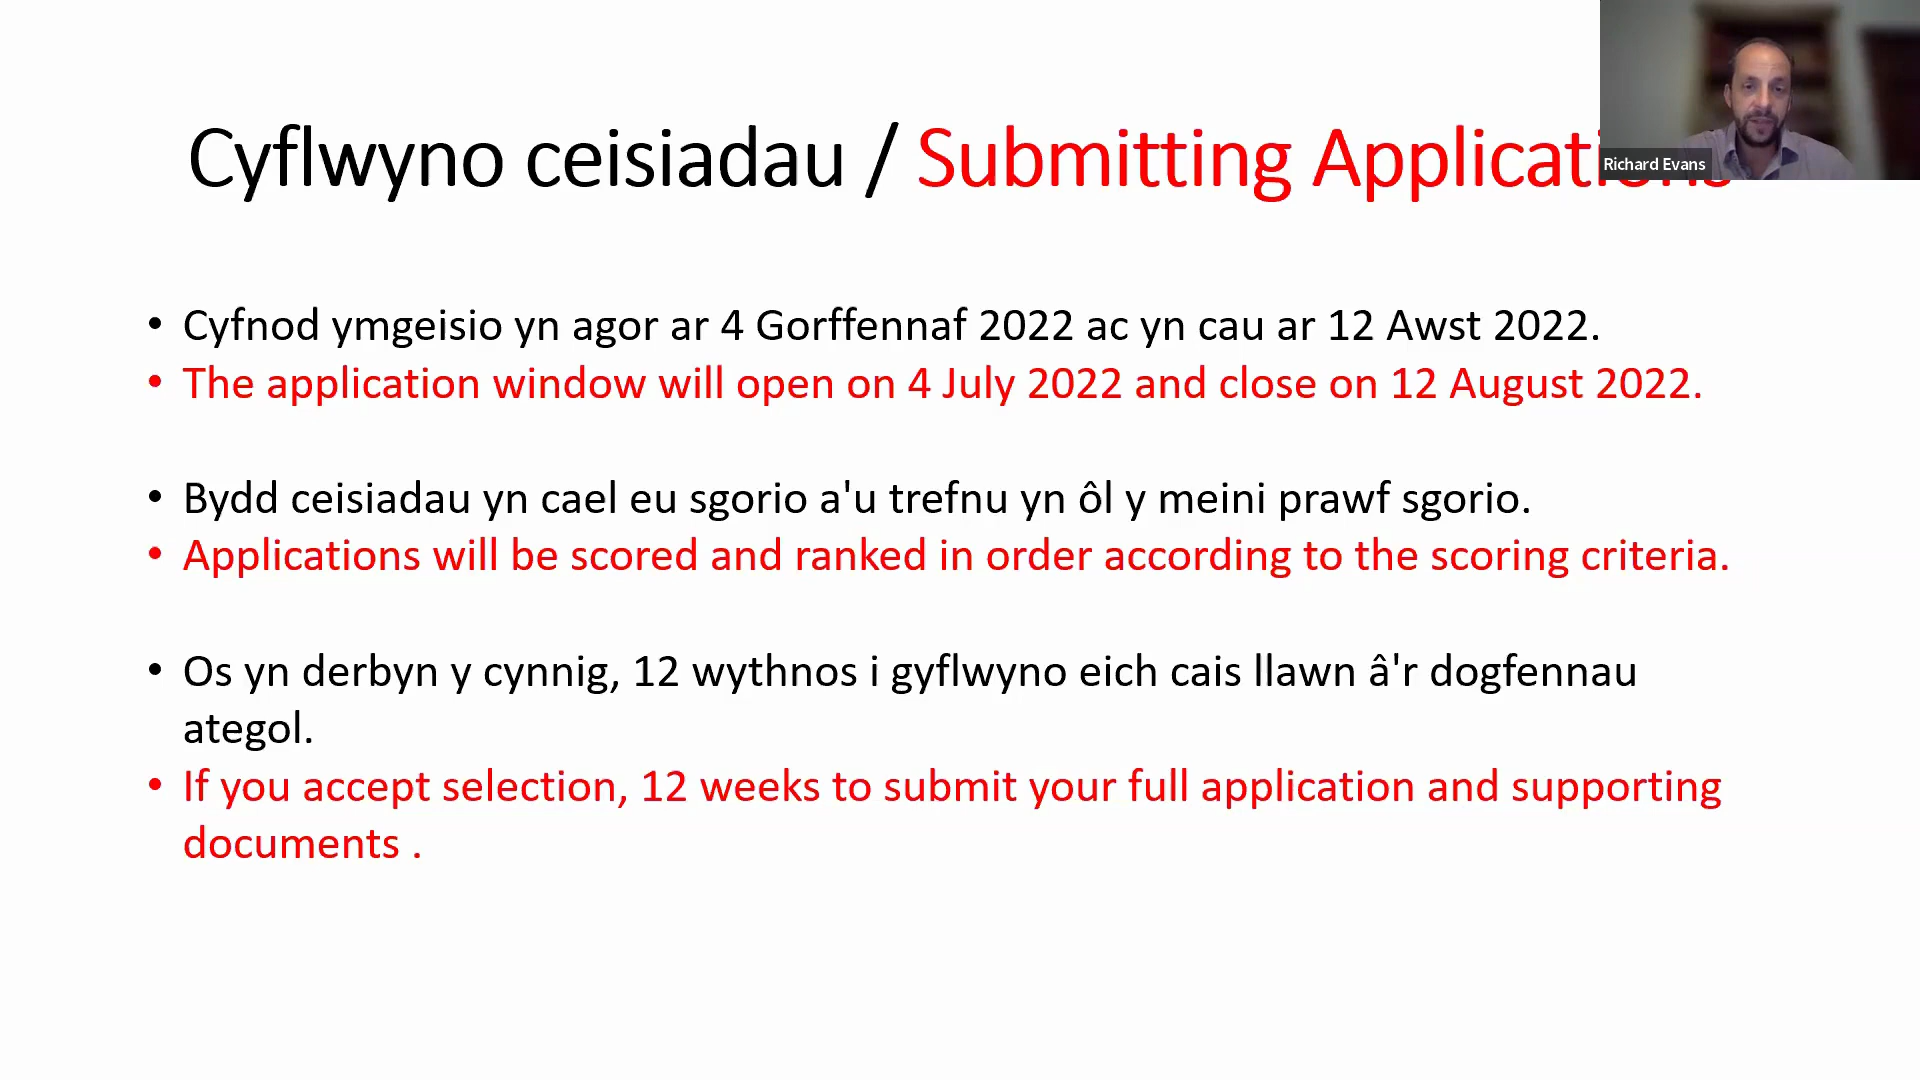 Cyflwyno ceisiadau / Submitting Applications
Richard Evans
• Cyfnod ymgeisio yn agor ar 4 Gorffennaf 2022 ac yn cau ar 12 Awst 2022.
• The application window will open on 4 July 2022 and close on 12 August 2022.
• Bydd ceisiadau yn cael eu sgorio a'u trefnu yn ôl y meini prawf sgorio.
• Applications will be scored and ranked in order according to the scoring criteria.
• Os yn derbyn y cynnig, 12 wythnos i gyflwyno eich cais llawn â'r dogfennau
ategol.
• If you accept selection, 12 weeks to submit your full application and supporting
documents .